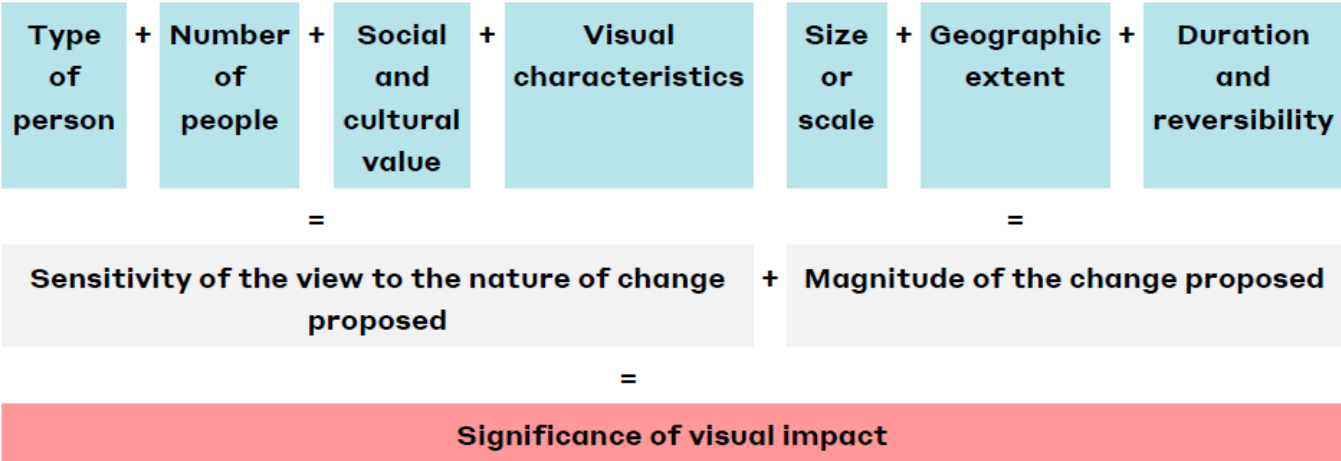 Type + Number + Social + Visual Size + Geographic + Duration
of of and characteristics or extent and
person people cultural scale reversibility
value
= =
Sensitivity of the view to the nature of change + Magnitude of the change proposed
proposed
=
Significance of visual impact